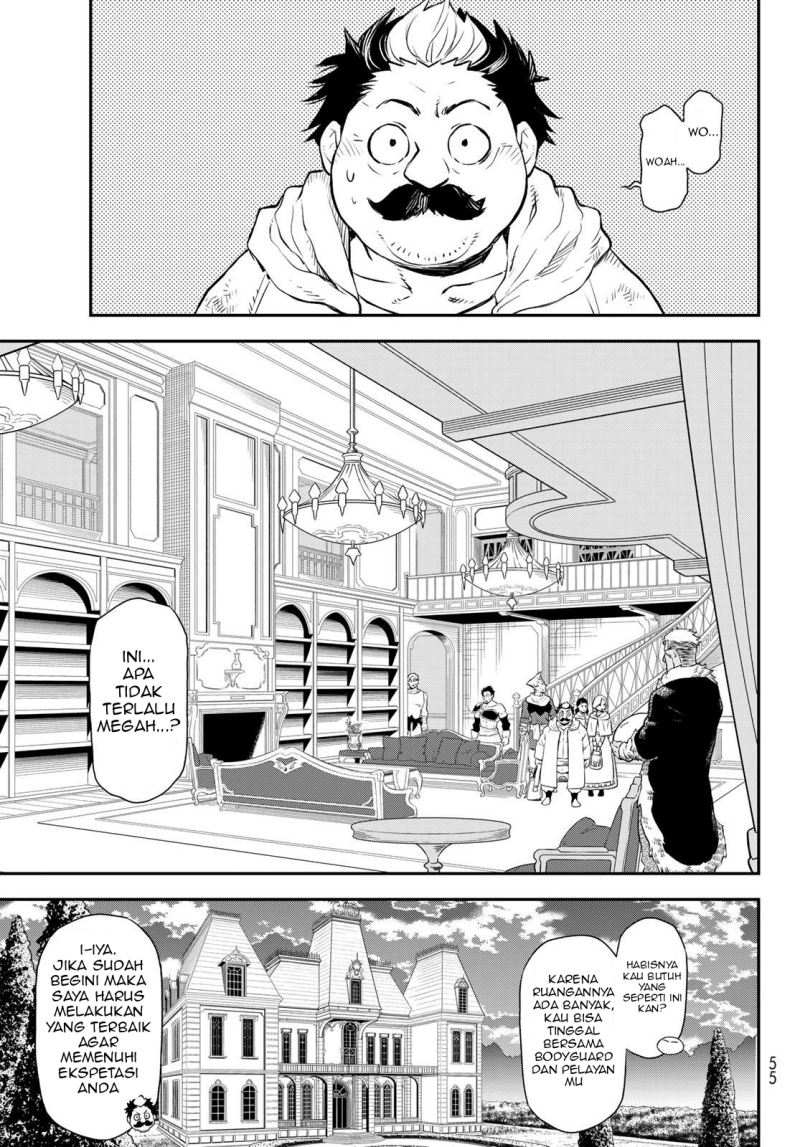 WO...
WOAH...
INI...
APA
TIDAK
TERLALU
MEGAH...?
HABISNYA
KAU BUTUH
YANG
SEPERTI INI
KAN?
KARENA
RUANGANNYA
ADA BANYAK,
KAU BISA
TINGGAL
BERSAMA
BODYGUARD
DAN PELAYAN
MU
I-IYA.
JIKA SUDAH
BEGINI MAKA
SAYA HARUS
MELAKUKAN
YANG TERBAIK
AGAR
MEMENUHI
EKSPETASI
ANDA
55